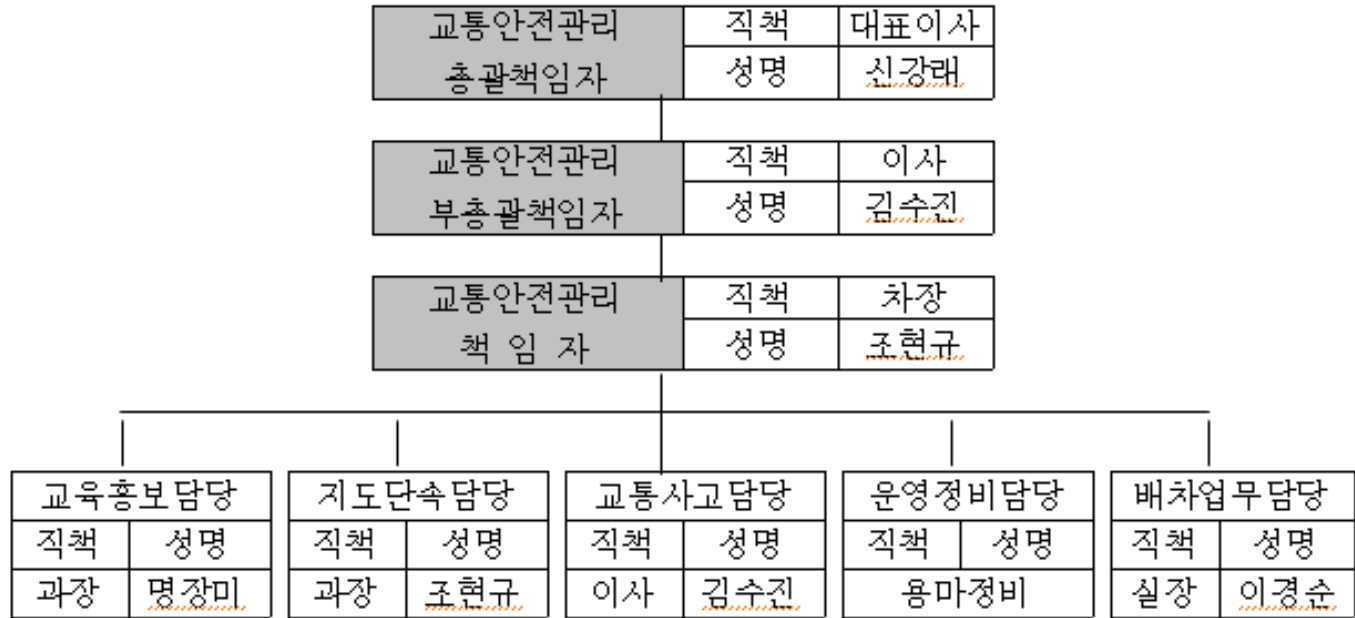 교통안전관리 직책 대표이사
총괄책임자 성명 신강래
교통안전관리 직책 이사
부총괄책임자 성명 김수진
교통안전관리 직책 차장
책 임 자 성명 조현규
교육홍보담당 지도단속담당 교통사고담당 운영정비담당 배차업무담당
직책 성명 직책 성명 직책 성명 직책 성명 직책 성명
과장 명장미 과장 조현규 이사 김수진 용마정비 실장 이경순